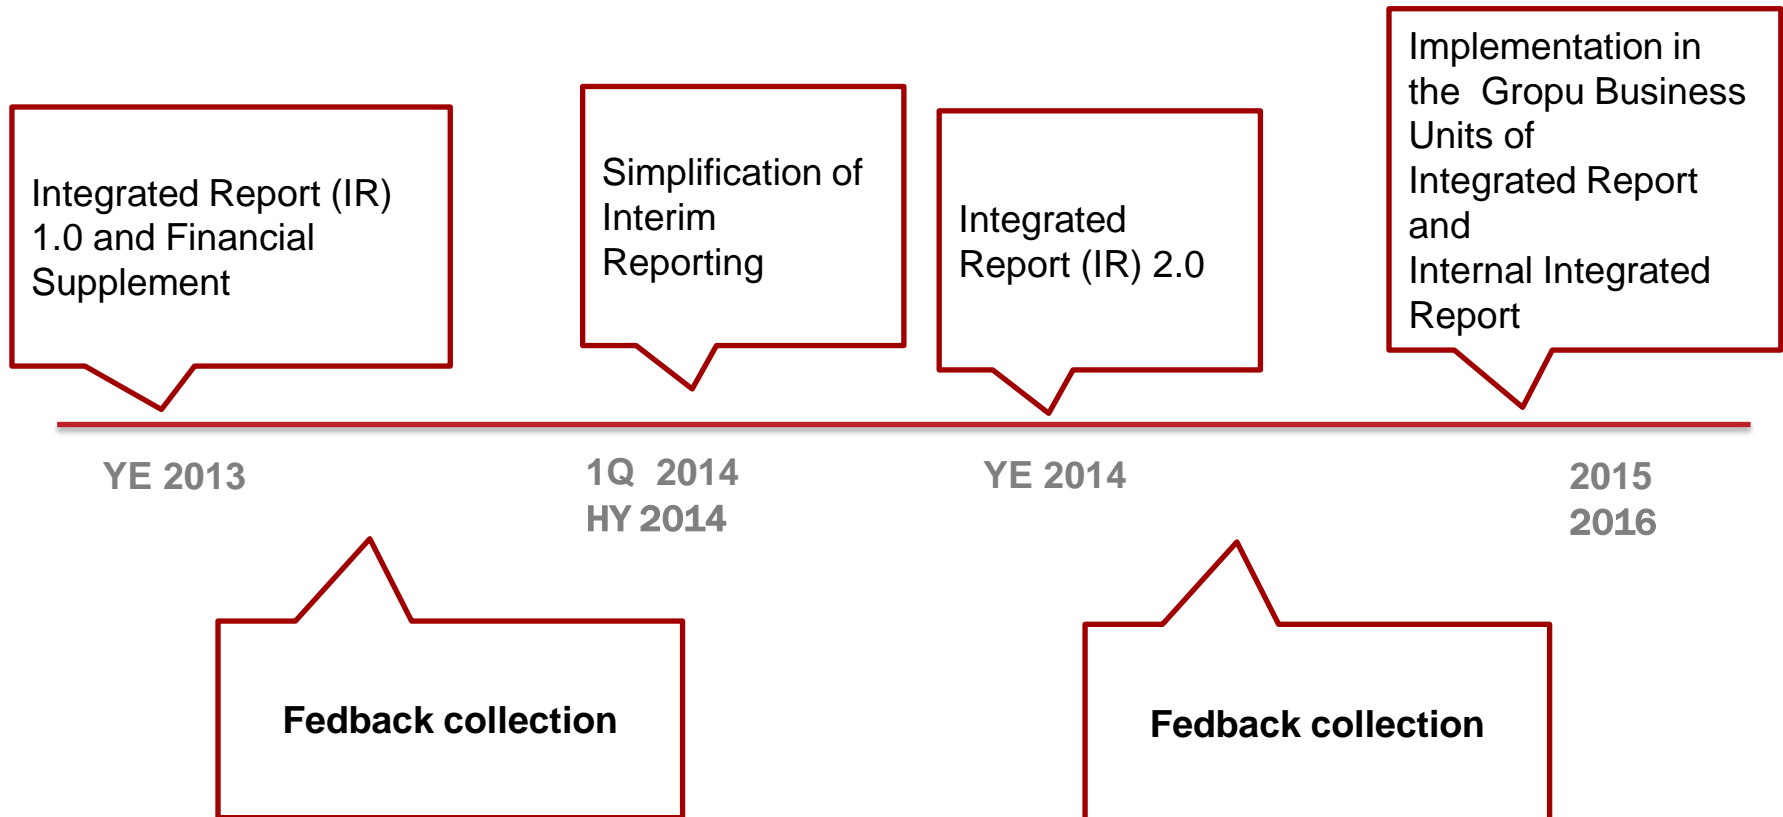 Integrated Report (IR)
1.0 and Financial
Supplement
Simplification of
Interim
Reporting
Integrated
Report (IR) 2.0
Implementation in
the  Gropu Business
Units of
Integrated Report
and
Internal Integrated
Report
YE 2013
1Q  2014
HY 2014
YE 2014
2015
2016
Fedback collection
Fedback collection